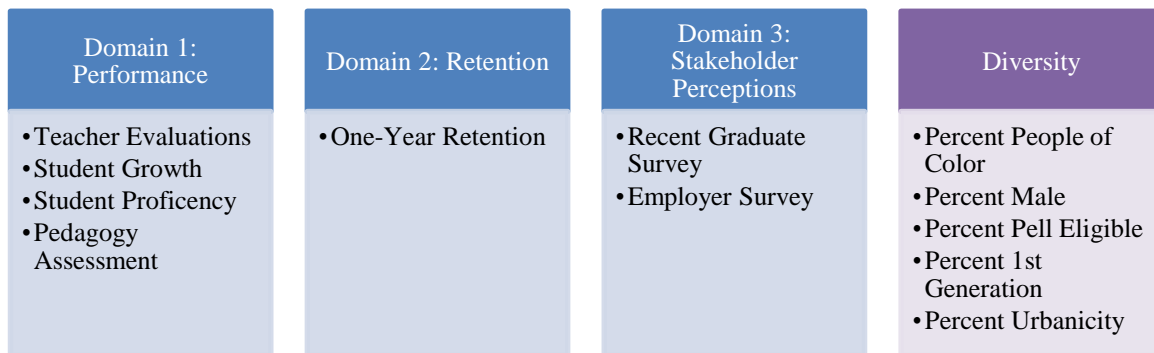 Domain 1:
Performance
•Teacher Evaluations
•Student Growth
•Student Proficency
•Pedagogy
Assessment
Domain 2: Retention
•One-Year Retention
Domain 3:
Stakeholder
Perceptions
•Recent Graduate
Survey
•Employer Survey
Diversity
•Percent People of
Color
•Percent Male
•Percent Pell Eligible
•Percent 1st
Generation
•Percent Urbanicity